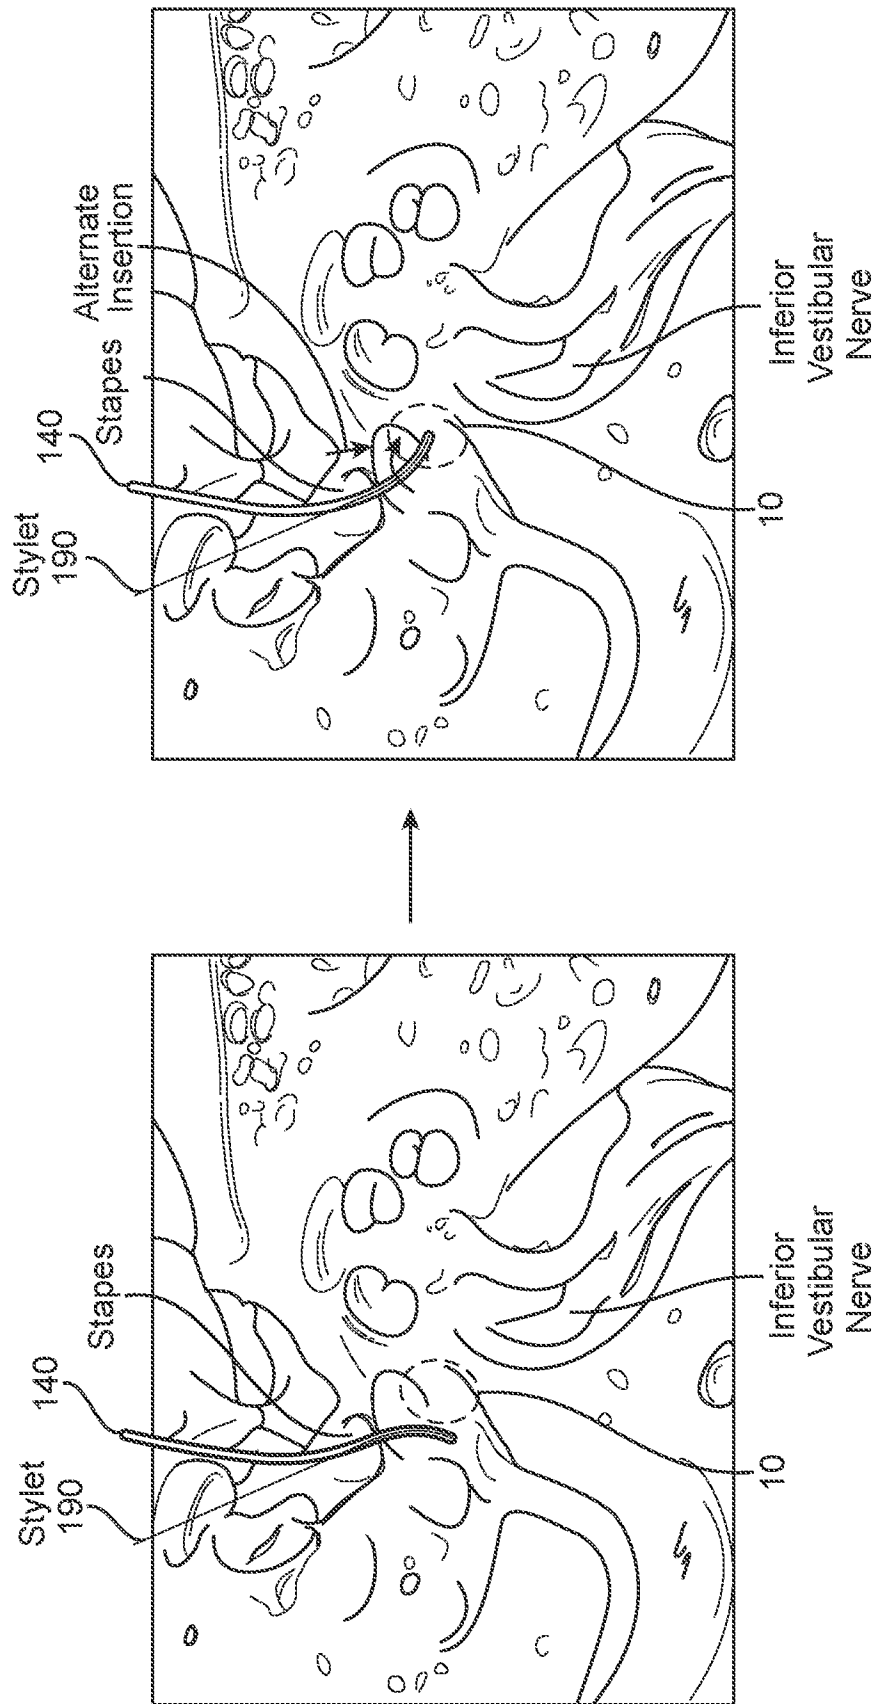 Stylet
190
140
Stapes
Inferior
Vestibular
Nerve
10
Stylet
190
140
Stapes
Alternate
Insertion
Inferior
Vestibular
Nerve
10